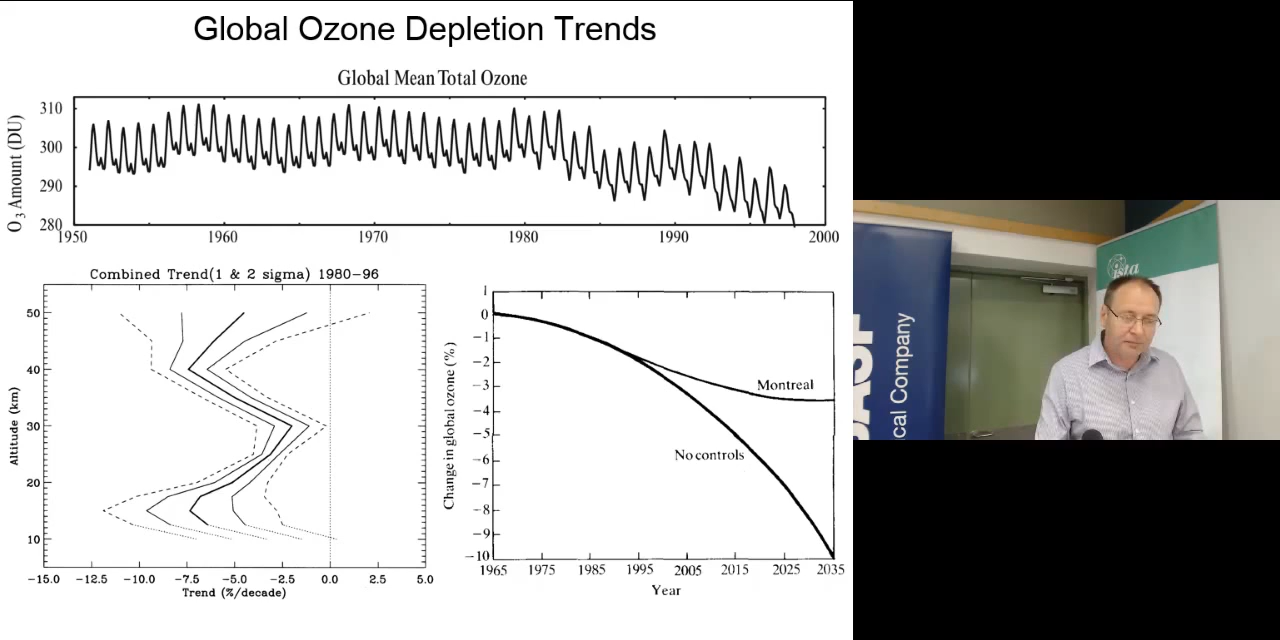 Global Ozone Depletion Trends
Global Mean Total Ozone
O3 Amount (DU)
310
300
290
280
1950 1960 1970 1980 1990 2000
Combined Trend(1 & 2 sigma) 1980-96
Altitude (km)
50
40
30
20
10
-15.0 -12.5 -10.0 -7.5 -5.0 -2.5 0.0 2.5 5.0
Trend (%/decade)
Change in global ozone (%)
1
0
-2
-3
-4
-5
-6
-7
-8
-9
-10
Montreal
No controls
1965 1975 1985 1995 2005 2015 2025 2035
Year
cal Company
ista